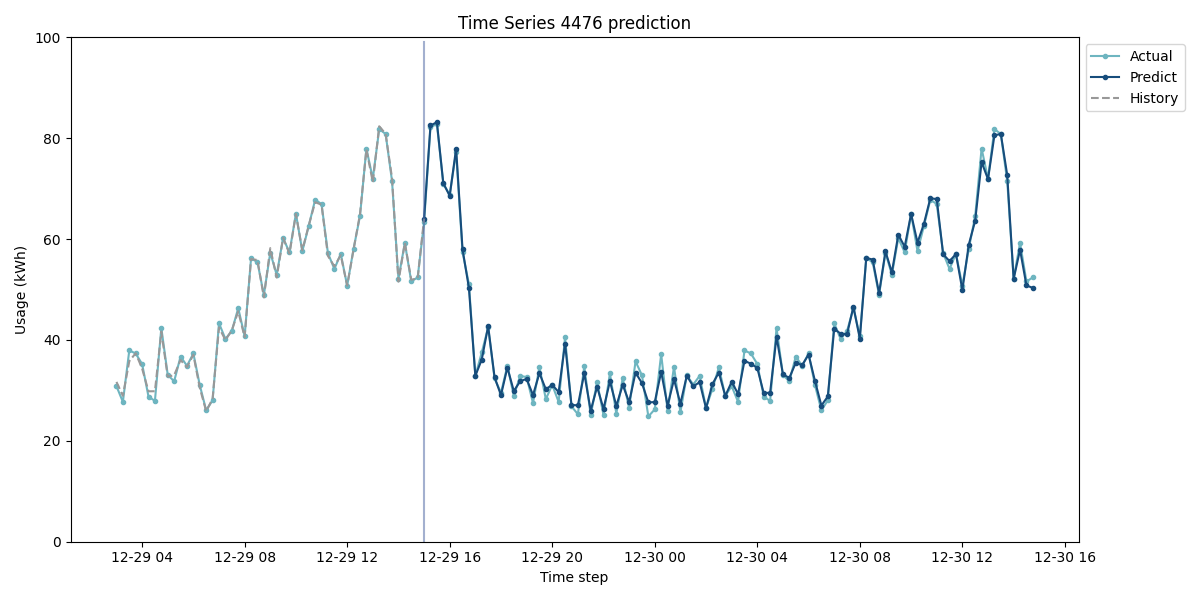 Time Series 4476 prediction
100
80
60
40
20
0
Usage (kWh)
12-29 04
12-29 08
12-29 12
12-29 16
12-29 20
12-30 00
12-30 04
12-30 08
12-30 12
12-30 16
Time step
Actual
Predict
History